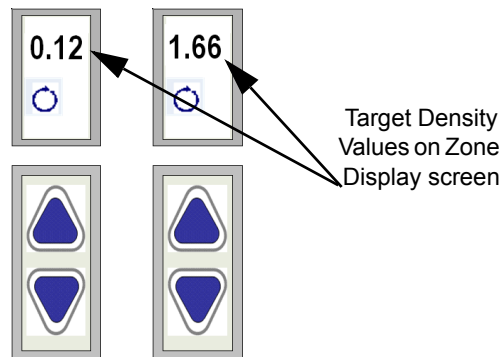 0.12 1.66
Target Density
Values on Zone
Display screen